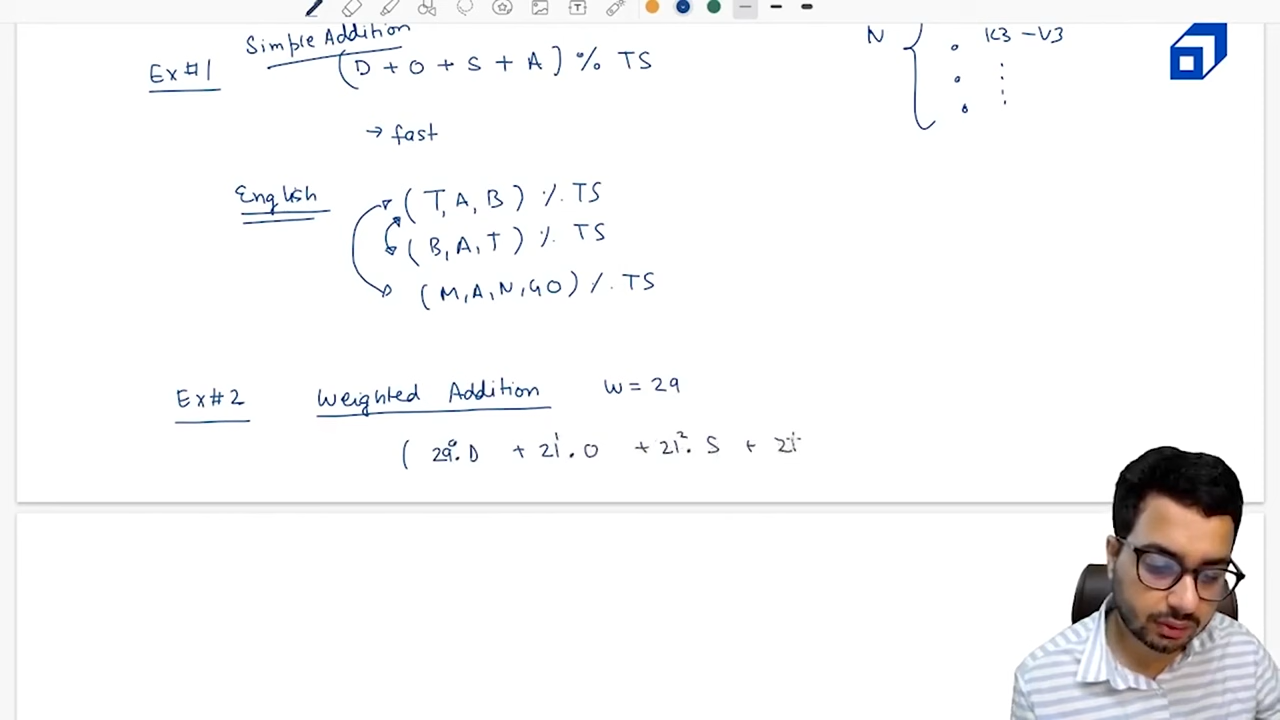 Simple Addition
Ex #1 (D + O + S + A) % TS
N { K3 - V3
→ fast
English (T, A, B) % TS
(B, A, T) % TS
(M, A, N, GO) % TS
Ex #2 Weighted Addition W = 29
( 29⁰. D + 21¹. O + 21². S + 21